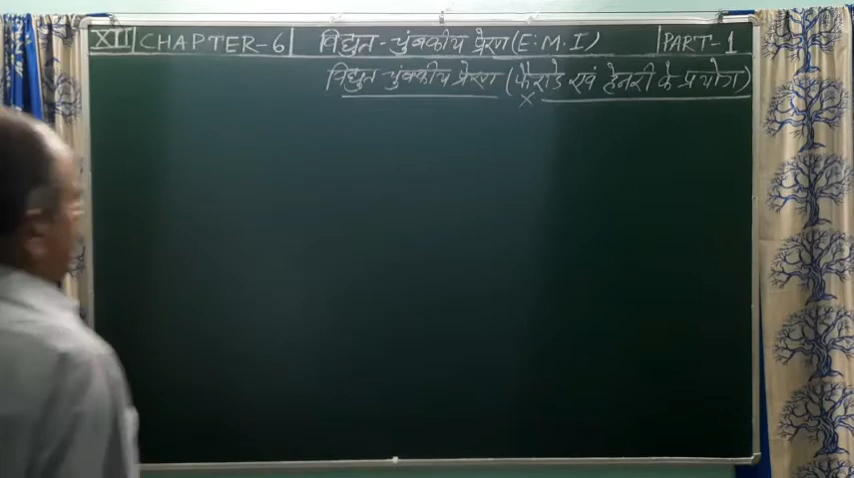 XII CHAPTER-6 विद्युत-चुंबकीय प्रेरण (E.M.I) PART-1
विद्युत चुंबकीय प्रेरण (फैराडे एवं हेनरी के प्रयोग)
×